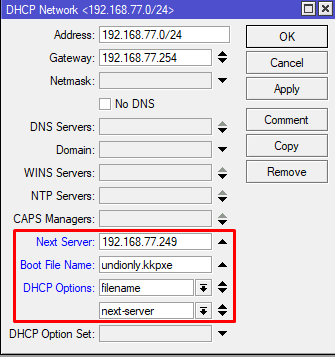 DHCP Network <192.168.77.0/24>
Address: 192.168.77.0/24
OK
Gateway: 192.168.77.254
Cancel
Netmask:
Apply
No DNS
DNS Servers:
Comment
Domain:
Copy
WINS Servers:
Remove
NTP Servers:
CAPS Managers:
Next Server: 192.168.77.249
Boot File Name: undionly.kkpxe
DHCP Options: filename
next-server
DHCP Option Set: